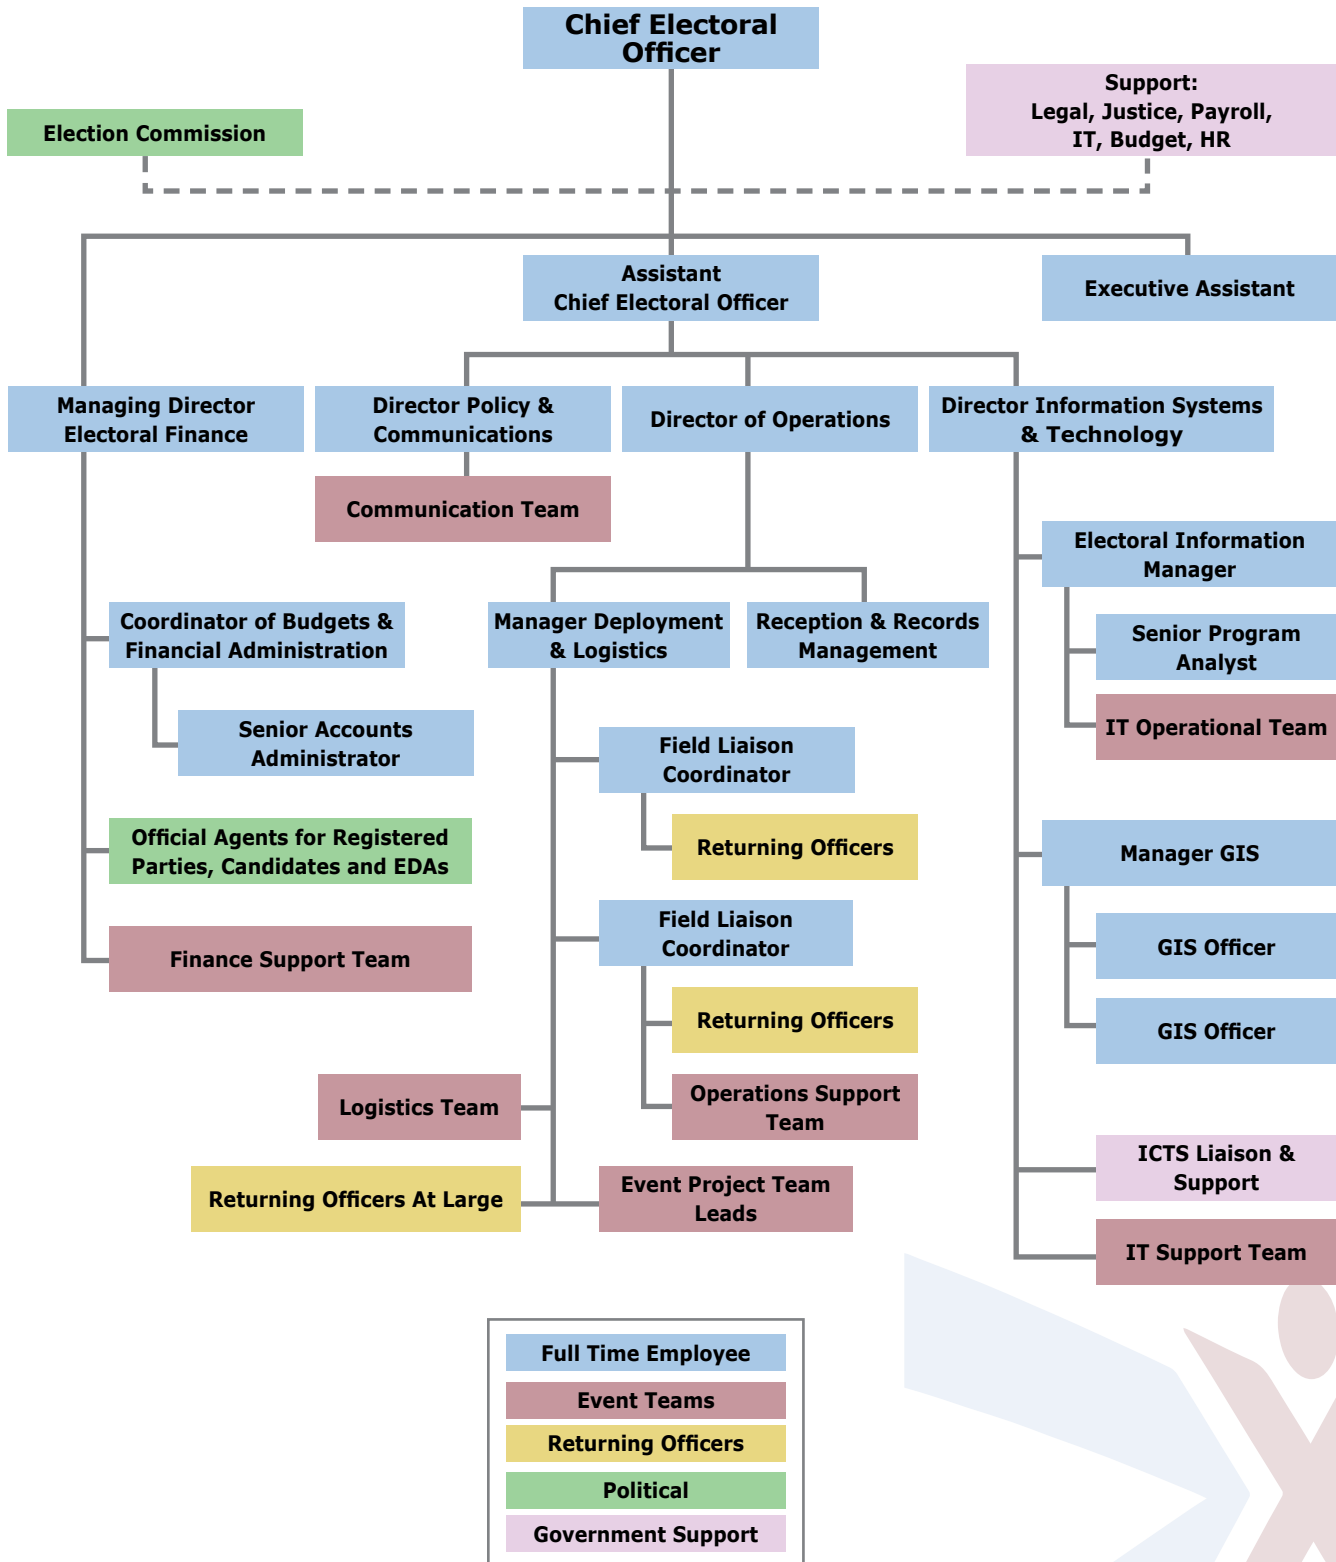 Chief Electoral
Officer
Support:
Legal, Justice, Payroll,
IT, Budget, HR
Election Commission
Assistant
Chief Electoral Officer
Executive Assistant
Managing Director
Electoral Finance
Director Policy &
Communications
Director of Operations
Director Information Systems
& Technology
Communication Team
Electoral Information
Manager
Coordinator of Budgets &
Financial Administration
Manager Deployment
& Logistics
Reception & Records
Management
Senior Program
Analyst
Senior Accounts
Administrator
Field Liaison
Coordinator
IT Operational Team
Official Agents for Registered
Parties, Candidates and EDAs
Returning Officers
Manager GIS
Finance Support Team
Field Liaison
Coordinator
GIS Officer
Returning Officers
GIS Officer
Logistics Team
Operations Support
Team
ICTS Liaison &
Support
Returning Officers At Large
Event Project Team
Leads
IT Support Team
Full Time Employee
Event Teams
Returning Officers
Political
Government Support